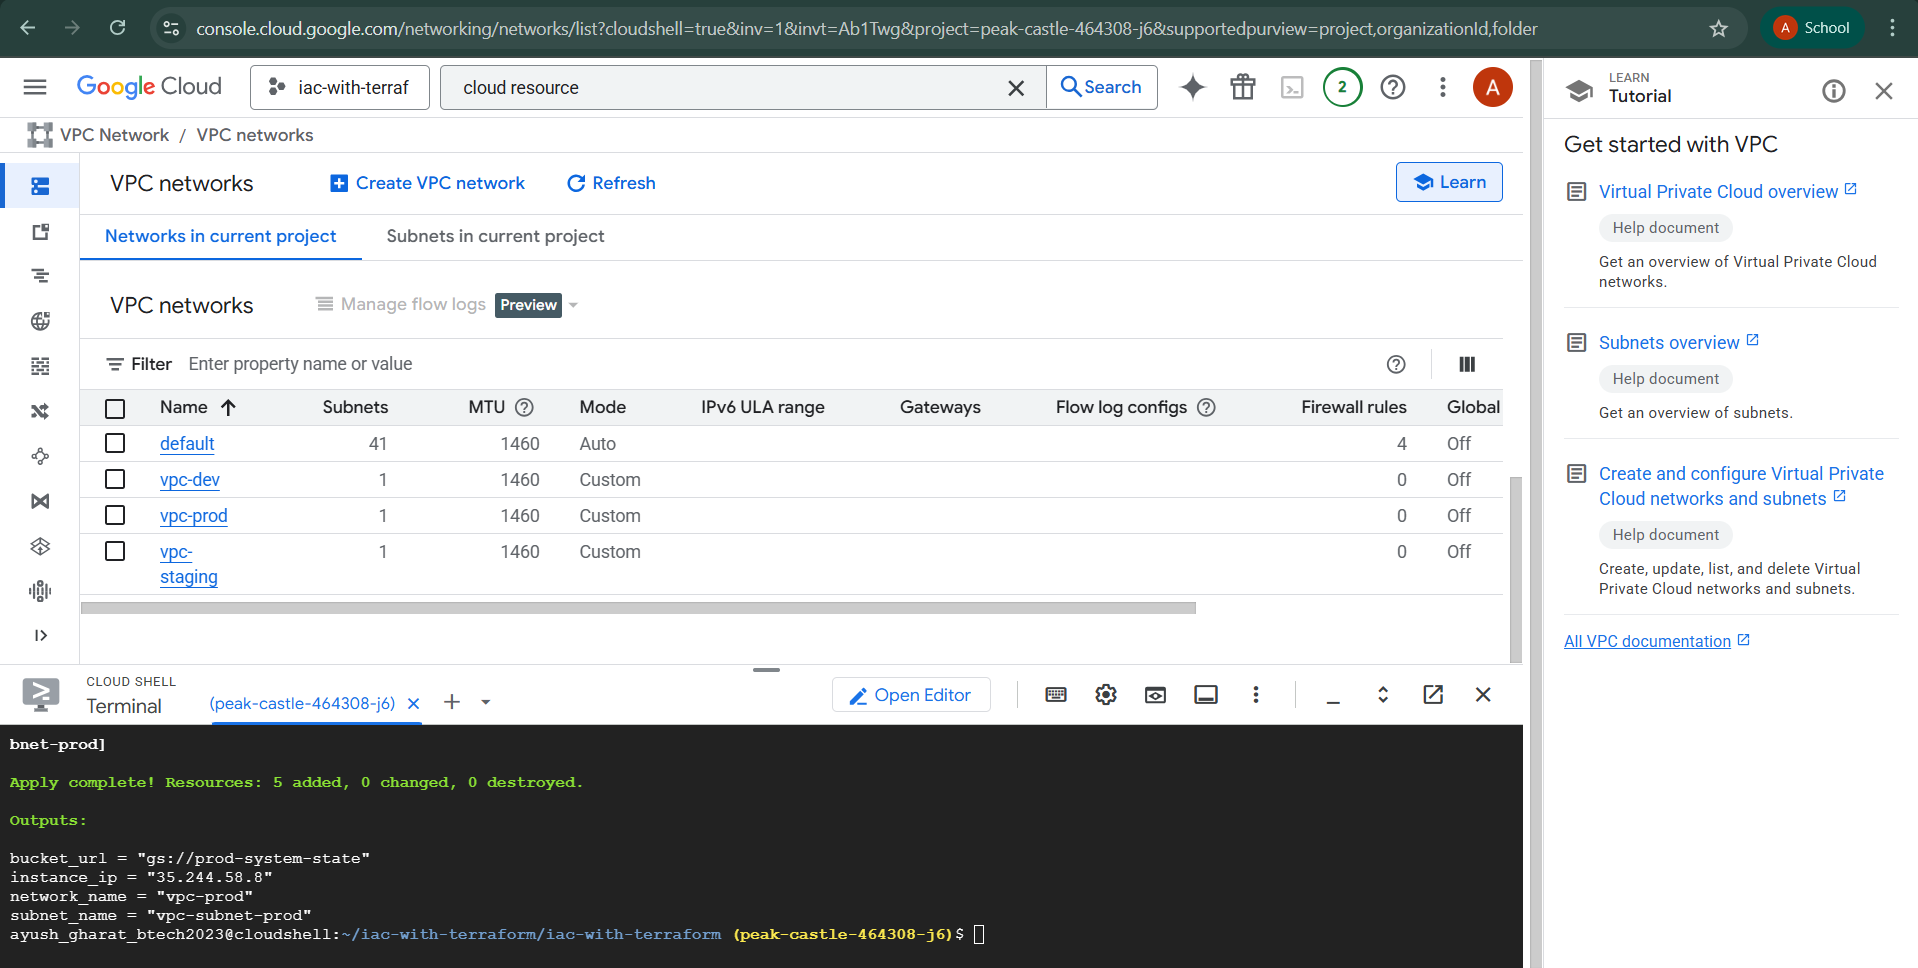 console.cloud.google.com/networking/networks/list?cloudshell=true&inv=1&invt=Ab1Twg&project=peak-castle-464308-j6&supportedpurview=project,organizationId,folder
A School
Google Cloud
iac-with-terraf
cloud resource
Search
2
A
VPC Network / VPC networks
VPC networks
Create VPC network
Refresh
Learn
Networks in current project
Subnets in current project
VPC networks
Manage flow logs Preview
Filter Enter property name or value
Name Subnets MTU Mode IPv6 ULA range Gateways Flow log configs Firewall rules Global
default 41 1460 Auto 4 Off
vpc-dev 1 1460 Custom 0 Off
vpc-prod 1 1460 Custom 0 Off
vpc- 1 1460 Custom 0 Off
staging
LEARN
Tutorial
Get started with VPC
Virtual Private Cloud overview
Help document
Get an overview of Virtual Private Cloud
networks.
Subnets overview
Help document
Get an overview of subnets.
Create and configure Virtual Private
Cloud networks and subnets
Help document
Create, update, list, and delete Virtual
Private Cloud networks and subnets.
All VPC documentation
CLOUD SHELL
Terminal
(peak-castle-464308-j6)
Open Editor
bnet-prod]
Apply complete! Resources: 5 added, 0 changed, 0 destroyed.
Outputs:
bucket_url = "gs://prod-system-state"
instance_ip = "35.244.58.8"
network_name = "vpc-prod"
subnet_name = "vpc-subnet-prod"
ayush_gharat_btech2023@cloudshell:~/iac-with-terraform/iac-with-terraform (peak-castle-464308-j6)$